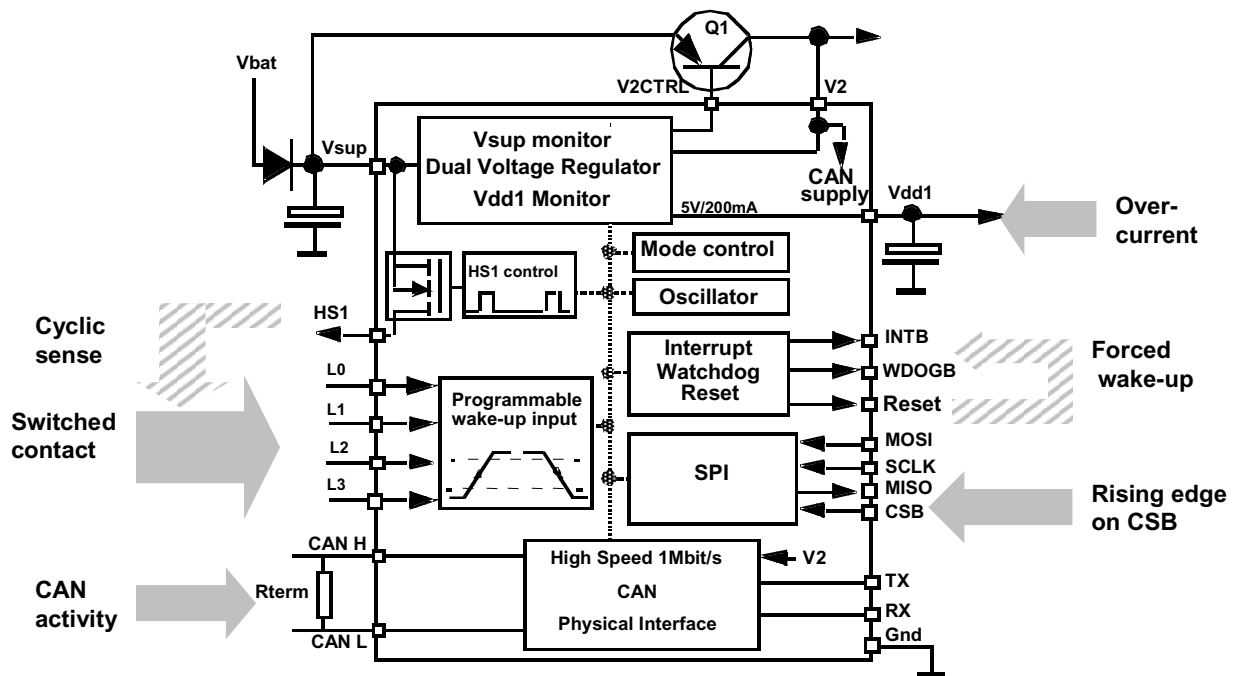 Q1
Vbat
V2CTRL
V2
Vsup
Vsup monitor
Dual Voltage Regulator
Vdd1 Monitor
CAN
supply
Vdd1
5V/200mA
Over-
current
Mode control
HS1 control
Oscillator
HS1
Cyclic
sense
Interrupt
Watchdog
Reset
INTB
WDOGB
Reset
Forced
wake-up
L0
L1
L2
L3
Programmable
wake-up input
Switched
contact
SPI
MOSI
SCLK
MISO
CSB
Rising edge
on CSB
CAN H
Rterm
CAN L
CAN
activity
High Speed 1Mbit/s
CAN
Physical Interface
V2
TX
RX
Gnd